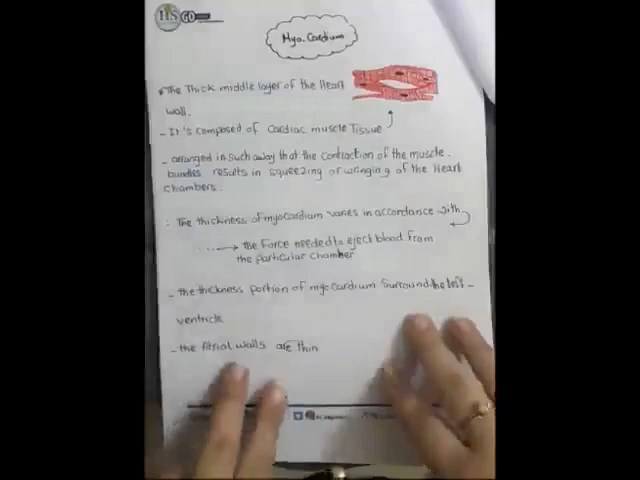 HS GO
Myo-Cardium
The Thick middle layer of the Heart
wall.
- It's composed of Cardiac muscle Tissue
- arranged in such away that the contraction of the muscle.
bundles results in squeezing or wringing of the Heart
Chambers.
- The thickness of myocardium varies in accordance with
the Force needed to eject blood from
the particular chamber
- the thickness portion of myocardium Surround the left -
ventricle
- the Atrial walls are thin